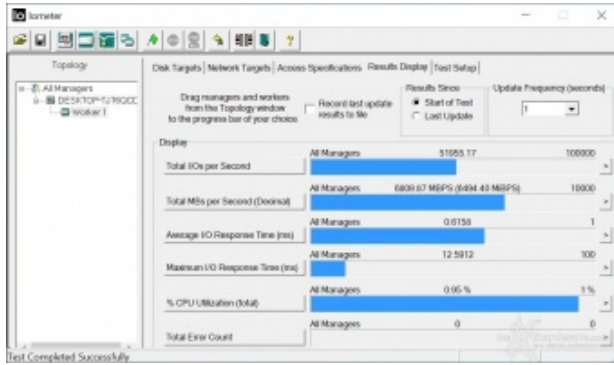 Iometer
Topology
All Managers
DESKTOP-TJ76QCC
Worker 1
Disk Targets
Network Targets
Access Specifications
Results Display
Test Setup
Drag managers and workers
from the Topology window
to the progress bar of your choice.
Record last update
results to file
Results Since
Start of Test
Last Update
Update Frequency (seconds)
1
Display
All Managers 51955.17 100000
Total I/Os per Second
All Managers 6809.87 MBPS (6494.40 MiBPS) 10000
Total MBs per Second (Decimal)
All Managers 0.6158 1
Average I/O Response Time (ms)
All Managers 12.5912 100
Maximum I/O Response Time (ms)
All Managers 0.95 % 1 %
% CPU Utilization (total)
All Managers 0 0
Total Error Count
Test Completed Successfully